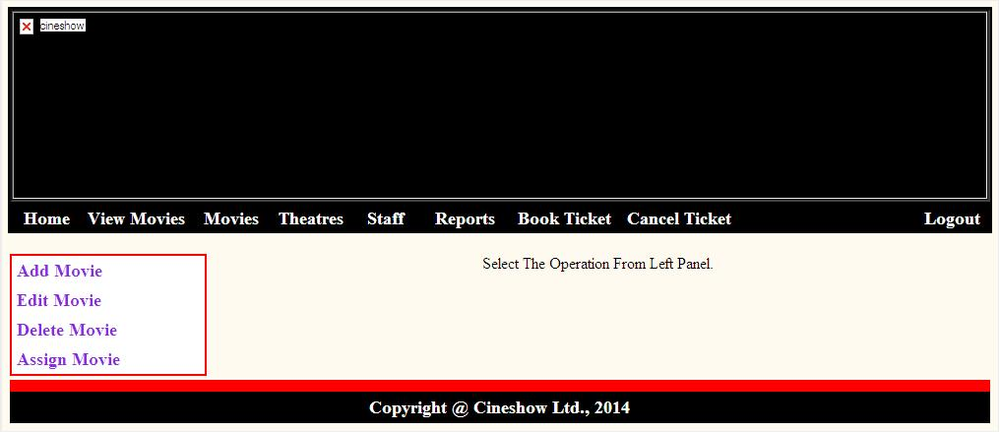 cineshow
Home View Movies Movies Theatres Staff Reports Book Ticket Cancel Ticket Logout
Select The Operation From Left Panel.
Add Movie
Edit Movie
Delete Movie
Assign Movie
Copyright @ Cineshow Ltd., 2014